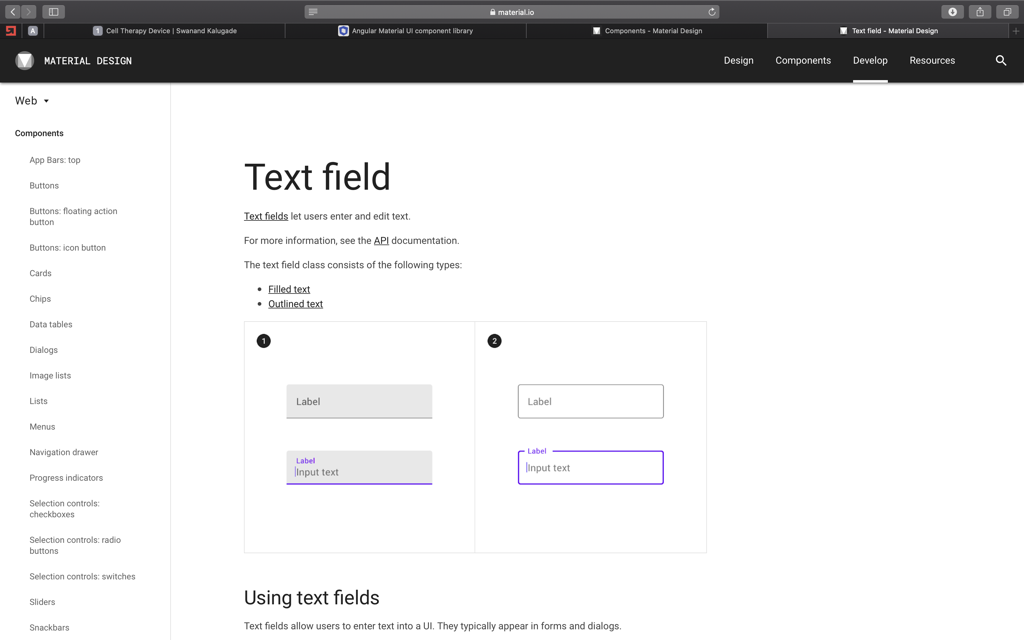 material.io
A
1 Cell Therapy Device | Swanand Kalugade
Angular Material UI component library
Components - Material Design
Text field - Material Design
MATERIAL DESIGN
Design
Components
Develop
Resources
Web
Components
App Bars: top
Buttons
Buttons: floating action
button
Buttons: icon button
Cards
Chips
Data tables
Dialogs
Image lists
Lists
Menus
Navigation drawer
Progress indicators
Selection controls:
checkboxes
Selection controls: radio
buttons
Selection controls: switches
Sliders
Snackbars
Text field
Text fields let users enter and edit text.
For more information, see the API documentation.
The text field class consists of the following types:
• Filled text
• Outlined text
1
Label
Label
Input text
2
Label
Label
Input text
Using text fields
Text fields allow users to enter text into a UI. They typically appear in forms and dialogs.